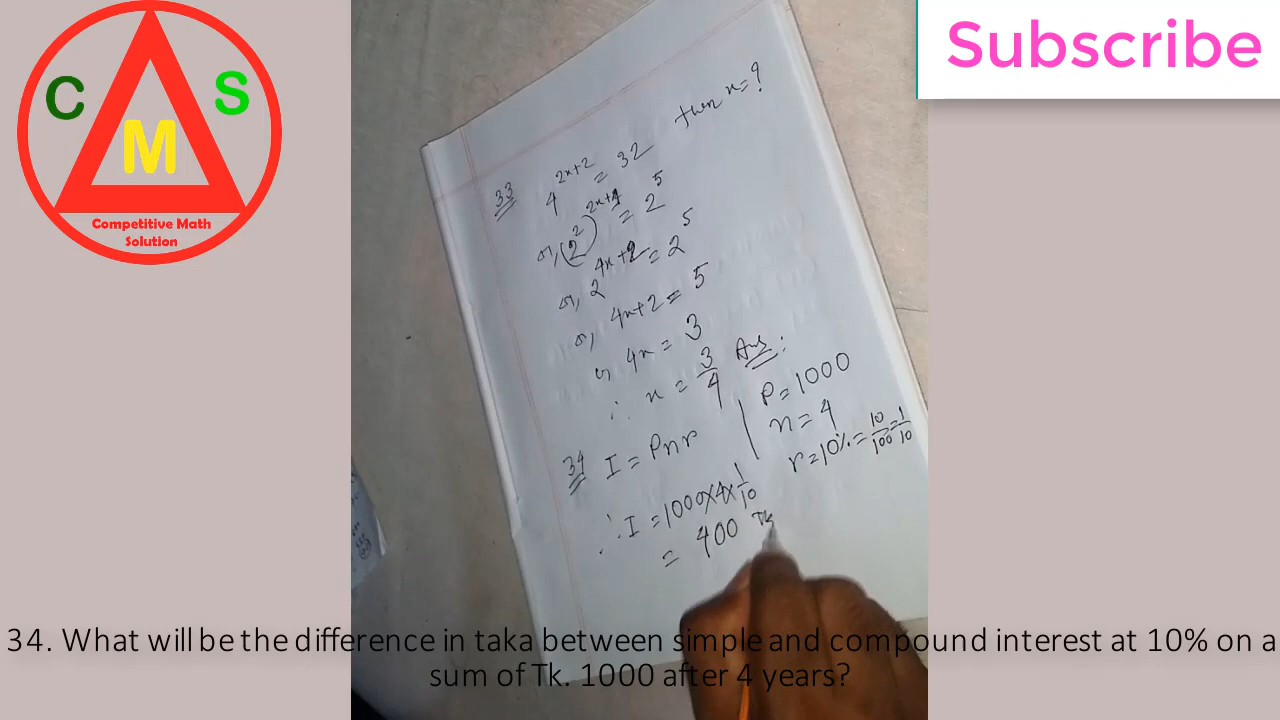 C S
M
Competitive Math
Solution
Subscribe
33 4^{2x+2} = 32 then x = ?
or, (2^2)^{2x+1} = 2^5
or, 2^{4x+2} = 2^5
or, 4x+2 = 5
or 4x = 3
∴ x = 3/4 Ans:
34 I = Pnr | P = 1000
n = 4
r = 10% = 10/100 = 1/10
∴ I = 1000×4×1/10
= 400 Tk
34. What will be the difference in taka between simple and compound interest at 10% on a
sum of Tk. 1000 after 4 years?